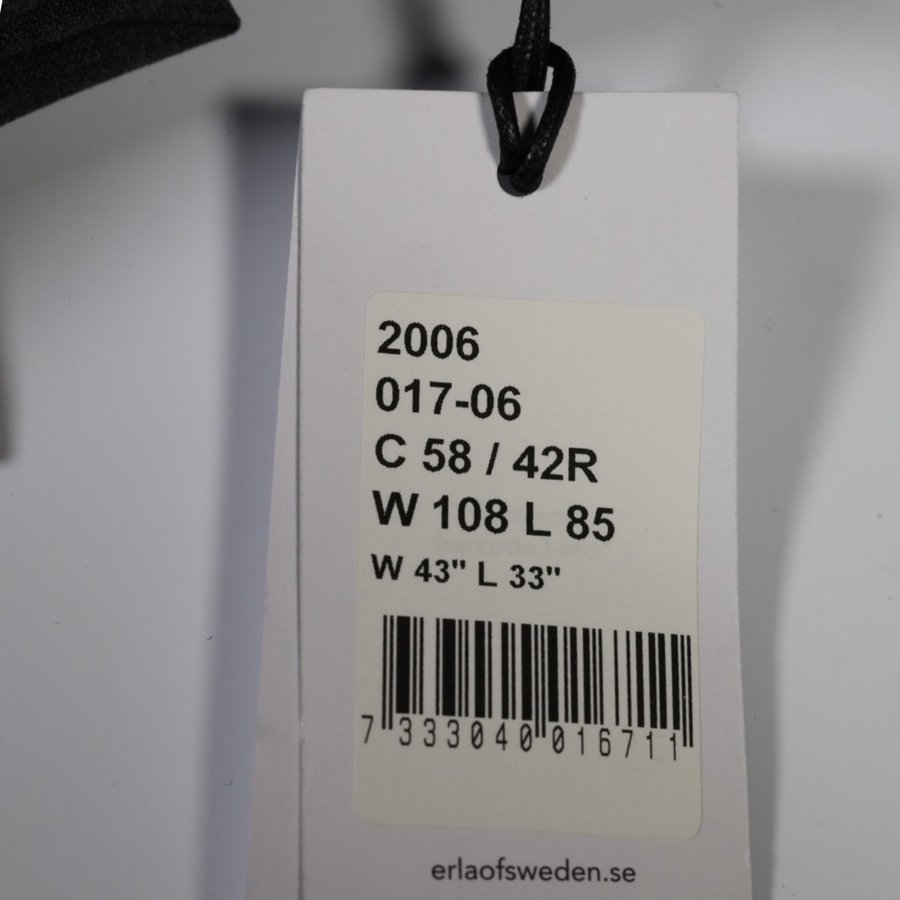 2006
017-06
C 58 / 42R
W 108 L 85
W 43" L 33"
7 333040 016711
erlaofsweden.se